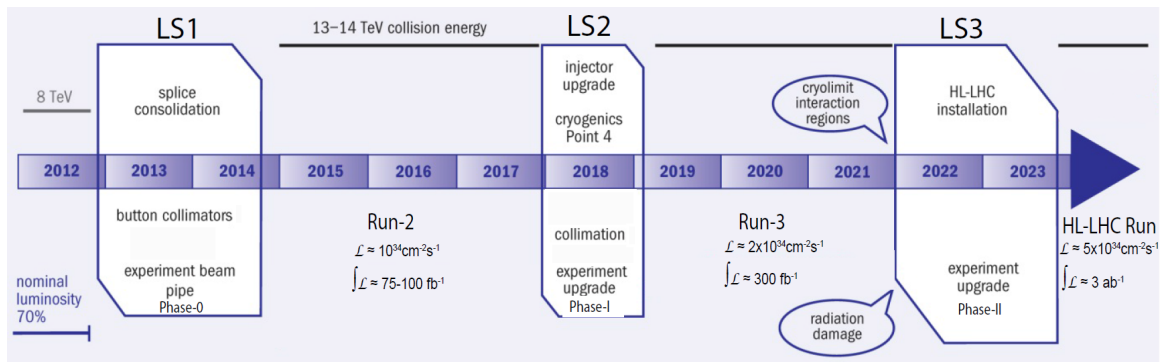 LS1
13–14 TeV collision energy
LS2
LS3
8 TeV
splice
consolidation
injector
upgrade
cryogenics
Point 4
cryolimit
interaction
regions
HL-LHC
installation
2012 2013 2014 2015 2016 2017 2018 2019 2020 2021 2022 2023
button collimators
experiment beam
pipe
Phase-0
nominal
luminosity
70%
Run-2
ℒ ≈ 10³⁴cm⁻²s⁻¹
∫ℒ ≈ 75-100 fb⁻¹
collimation
experiment
upgrade
Phase-I
Run-3
ℒ ≈ 2x10³⁴cm⁻²s⁻¹
∫ℒ ≈ 300 fb⁻¹
radiation
damage
experiment
upgrade
Phase-II
HL-LHC Run
ℒ ≈ 5x10³⁴cm⁻²s⁻¹
∫ℒ ≈ 3 ab⁻¹